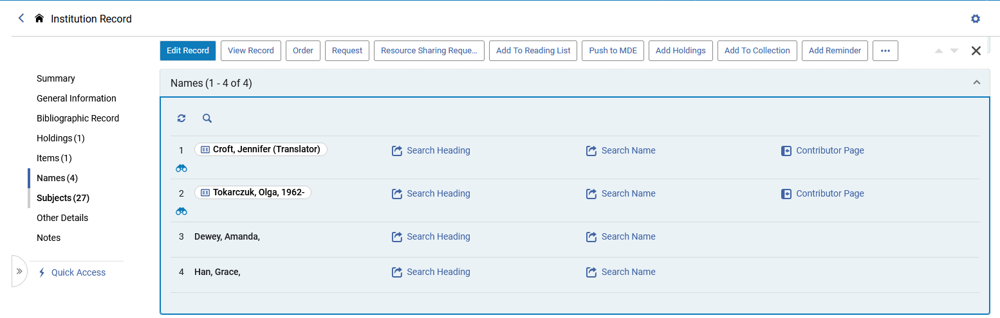 Institution Record
Edit Record View Record Order Request Resource Sharing Reque... Add To Reading List Push to MDE Add Holdings Add To Collection Add Reminder ...
Summary
General Information
Bibliographic Record
Holdings (1)
Items (1)
Names (4)
Subjects (27)
Other Details
Notes
Quick Access
Names (1 - 4 of 4)
1 Croft, Jennifer (Translator) Search Heading Search Name Contributor Page
2 Tokarczuk, Olga, 1962- Search Heading Search Name Contributor Page
3 Dewey, Amanda, Search Heading Search Name
4 Han, Grace, Search Heading Search Name